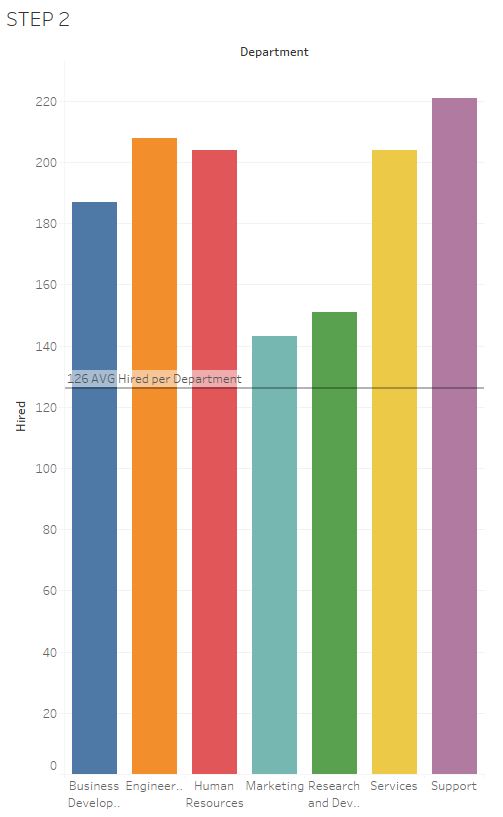 STEP 2
Department
220
200
180
160
140
126 AVG Hired per Department
120
100
80
60
40
20
0
Hired
Business Develop..
Engineer..
Human Resources
Marketing
Research and Dev..
Services
Support